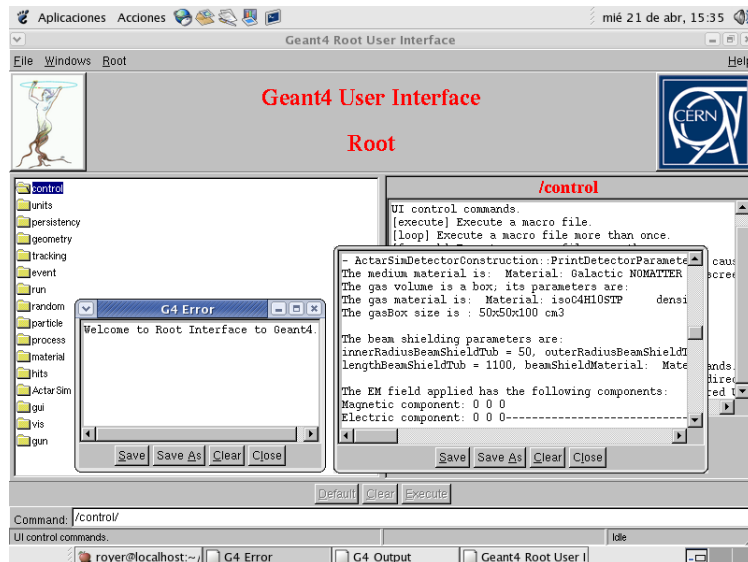 Aplicaciones Acciones mié 21 de abr, 15:35
Geant4 Root User Interface
File Windows Root Help
Geant4 User Interface
Root
CERN
control
units
persistency
geometry
tracking
event
run
random
particle
process
material
hits
ActarSim
gui
vis
gun
/control
UI control commands.
[execute] Execute a macro file.
[loop] Execute a macro file more than once.
G4 Error
Welcome to Root Interface to Geant4.
Save Save As Clear Close
- ActarSimDetectorConstruction::PrintDetectorParamete
The medium material is: Material: Galactic NOMATTER
The gas volume is a box; its parameters are:
The gas material is: Material: isoC4H10STP densi
The gasBox size is : 50x50x100 cm3
The beam shielding parameters are:
innerRadiusBeamShieldTub = 50, outerRadiusBeamShieldT
lengthBeamShieldTub = 1100, beamShieldMaterial: Mate
The EM field applied has the following components:
Magnetic component: 0 0 0
Electric component: 0 0 0------------------------------
Save Save As Clear Close
Default Clear Execute
Command: /control/
UI control commands. Idle
royer@localhost:~/ G4 Error G4 Output Geant4 Root User I